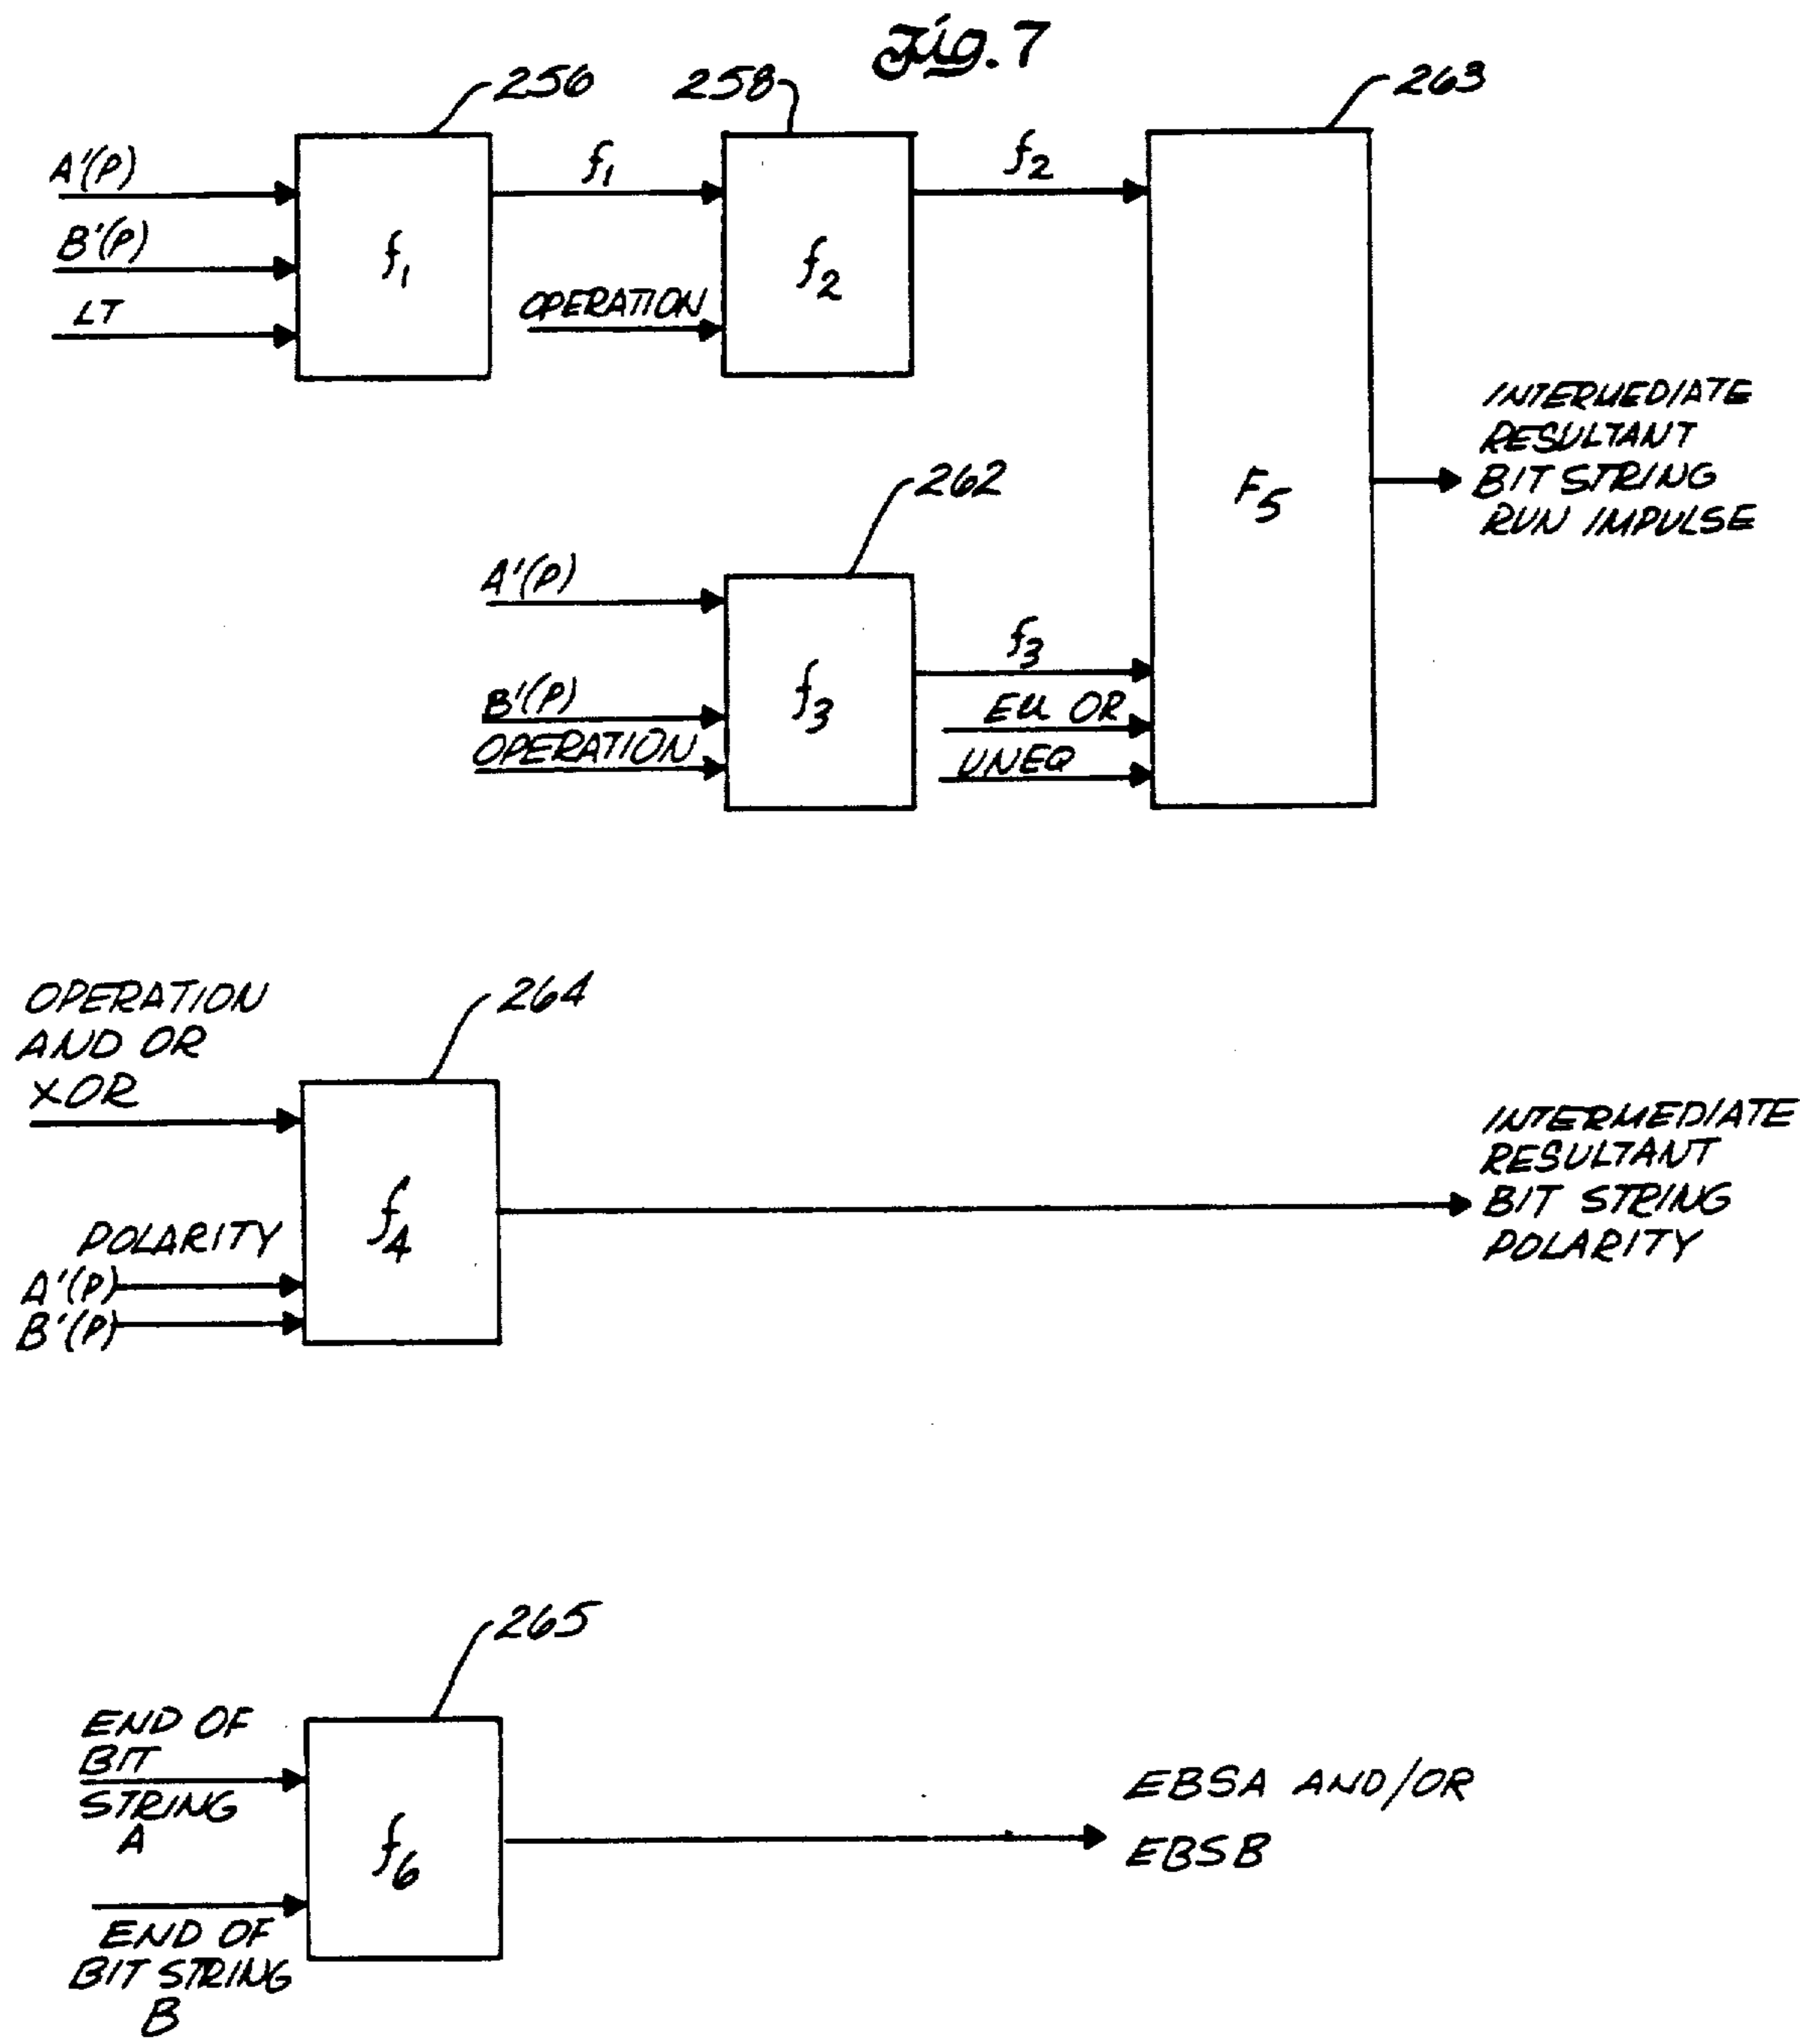 Fig. 7
256
258
263
A'(P)
B'(P)
LT
f1
f1
OPERATION
f2
f2
F5
INTERMEDIATE
RESULTANT
BIT STRING
RUN IMPULSE
262
A'(P)
B'(P)
OPERATION
f3
f3
EU OR
UNEQ
OPERATION
AND OR
XOR
264
POLARITY
A'(P)
B'(P)
f4
INTERMEDIATE
RESULTANT
BIT STRING
POLARITY
265
END OF
BIT
STRING
A
END OF
BIT STRING
B
f6
EBSA AND/OR
EBSB